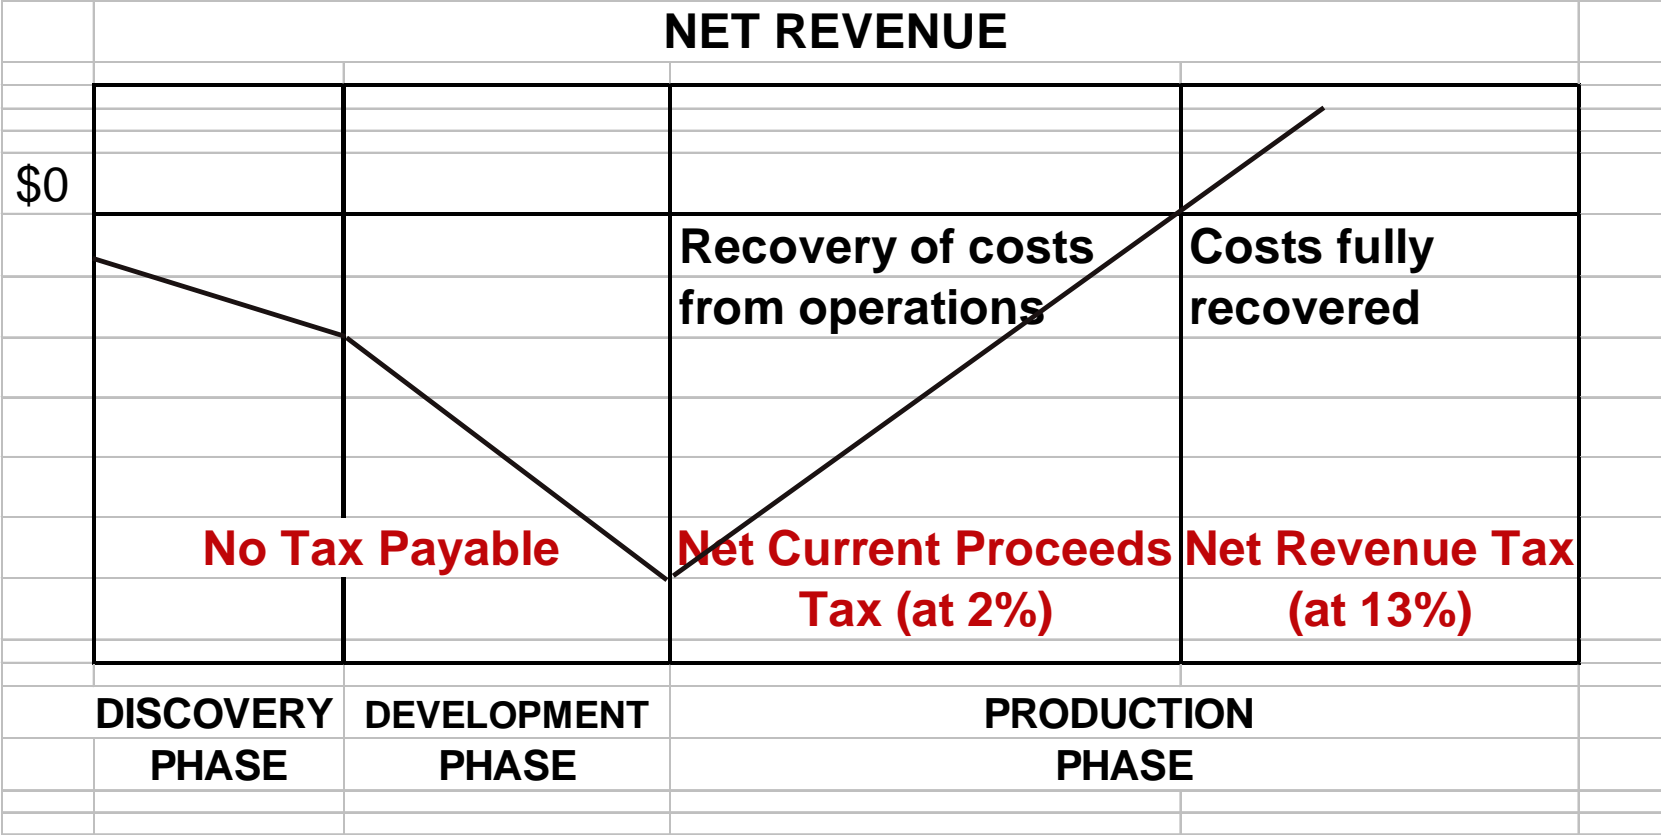 NET REVENUE
$0
Recovery of costs
from operations
Costs fully
recovered
No Tax Payable
Net Current Proceeds
Tax (at 2%)
Net Revenue Tax
(at 13%)
DISCOVERY
PHASE
DEVELOPMENT
PHASE
PRODUCTION
PHASE